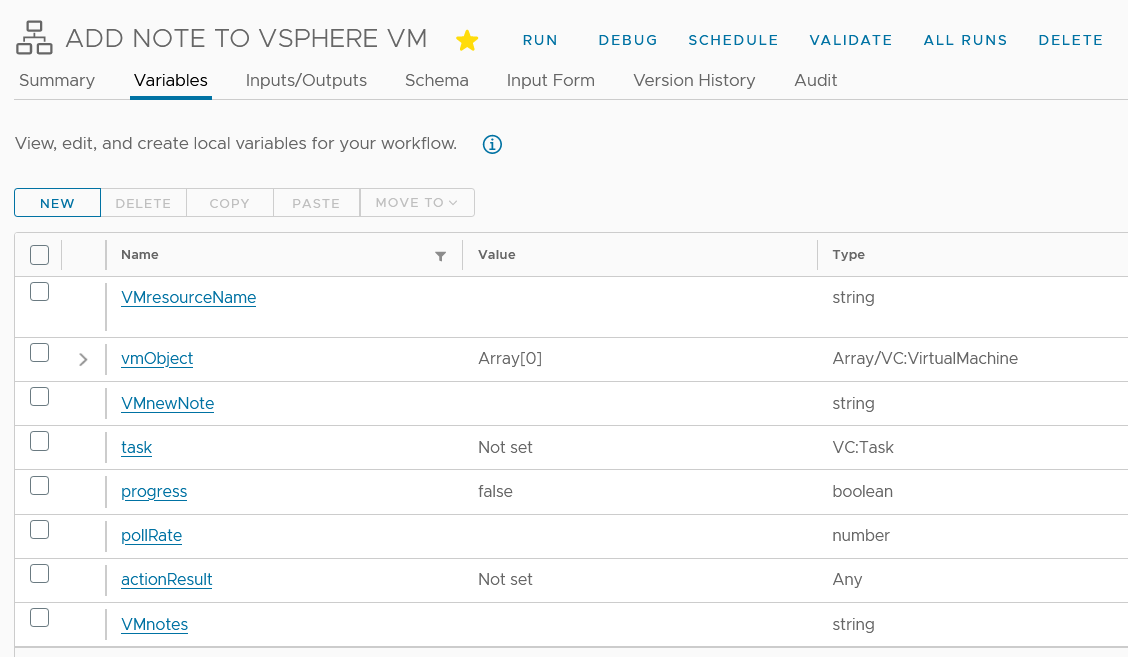 ADD NOTE TO VSPHERE VM RUN DEBUG SCHEDULE VALIDATE ALL RUNS DELETE
Summary Variables Inputs/Outputs Schema Input Form Version History Audit
View, edit, and create local variables for your workflow.
NEW DELETE COPY PASTE MOVE TO
Name Value Type
VMresourceName string
vmObject Array[0] Array/VC:VirtualMachine
VMnewNote string
task Not set VC:Task
progress false boolean
pollRate number
actionResult Not set Any
VMnotes string